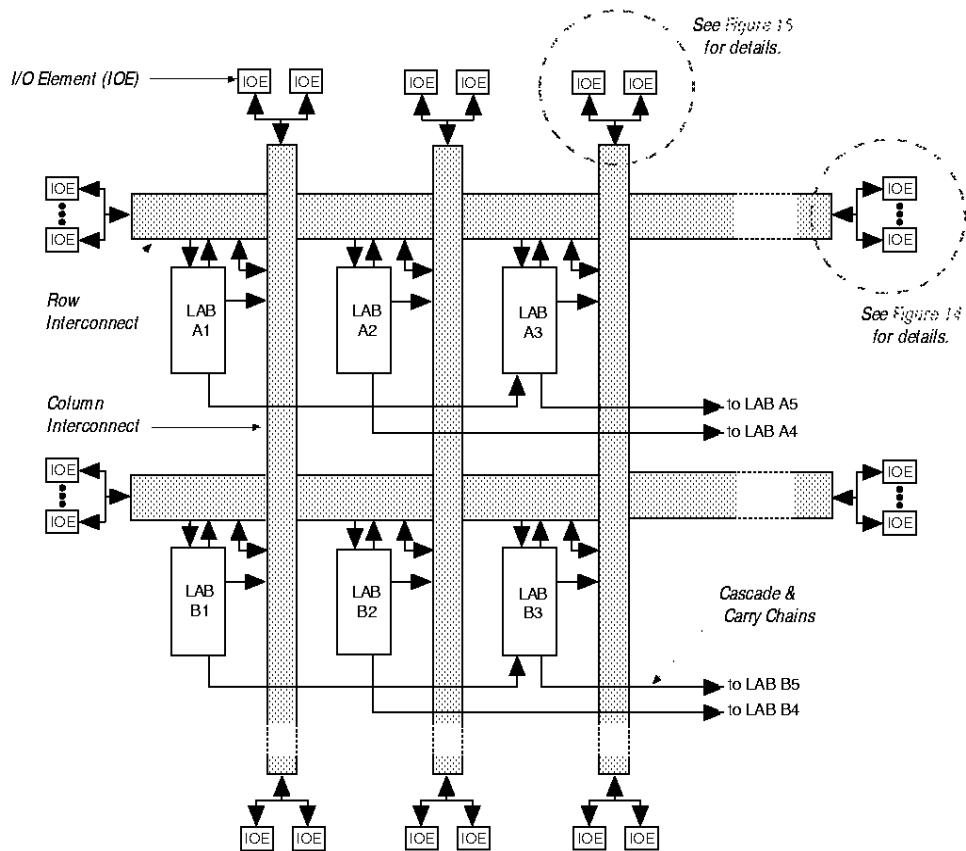 See Figure 15
for details.
I/O Element (IOE)
IOE IOE IOE IOE IOE IOE
IOE IOE
IOE IOE
LAB
A1
LAB
A2
LAB
A3
Row
Interconnect
See Figure 14
for details.
Column
Interconnect
to LAB A5
to LAB A4
IOE IOE
IOE IOE
LAB
B1
LAB
B2
LAB
B3
Cascade &
Carry Chains
to LAB B5
to LAB B4
IOE IOE IOE IOE IOE IOE